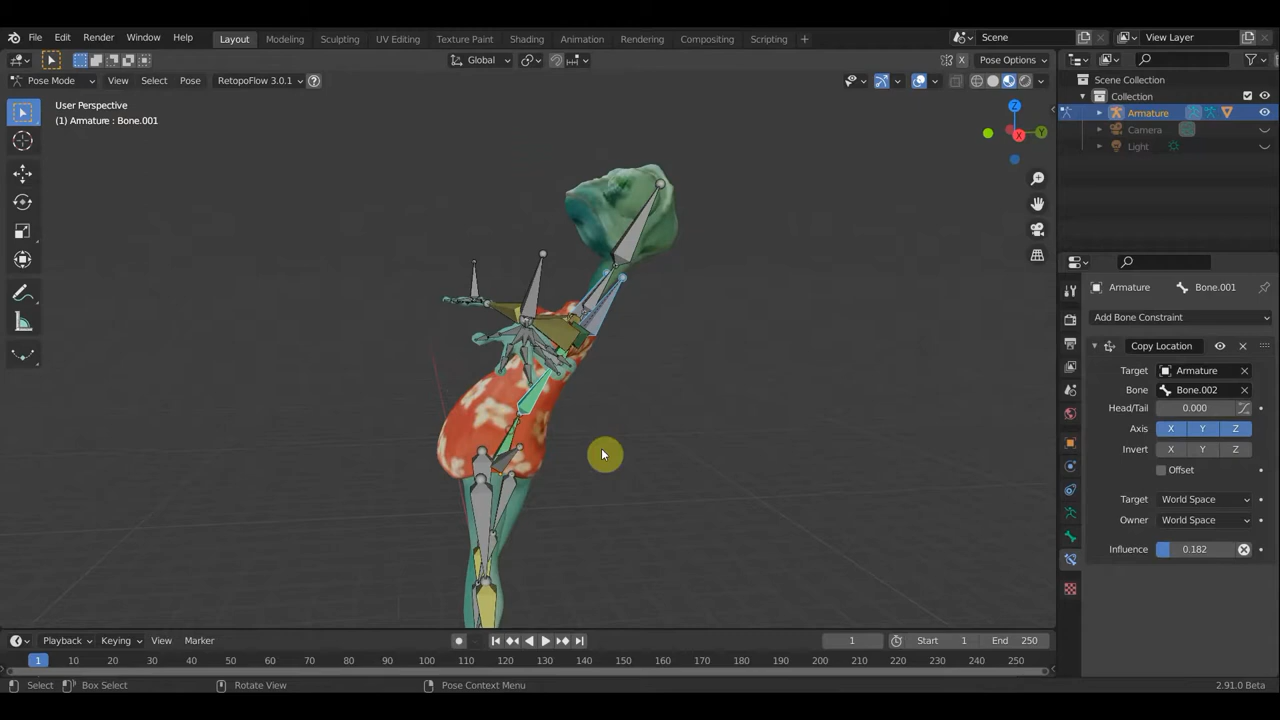 File Edit Render Window Help Layout Modeling Sculpting UV Editing Texture Paint Shading Animation Rendering Compositing Scripting + Scene View Layer
Global X Pose Options
Pose Mode View Select Pose RetopoFlow 3.0.1
User Perspective
(1) Armature : Bone.001
Z
Y
X
Scene Collection
Collection
Armature
Camera
Light
Armature Bone.001
Add Bone Constraint
Copy Location
Target Armature
Bone Bone.002
Head/Tail 0.000
Axis X Y Z
Invert X Y Z
Offset
Target World Space
Owner World Space
Influence 0.182
Playback Keying View Marker 1 Start 1 End 250
1 10 20 30 40 50 60 70 80 90 100 110 120 130 140 150 160 170 180 190 200 210 220 230 240 250
Select Box Select Rotate View Pose Context Menu 2.91.0 Beta